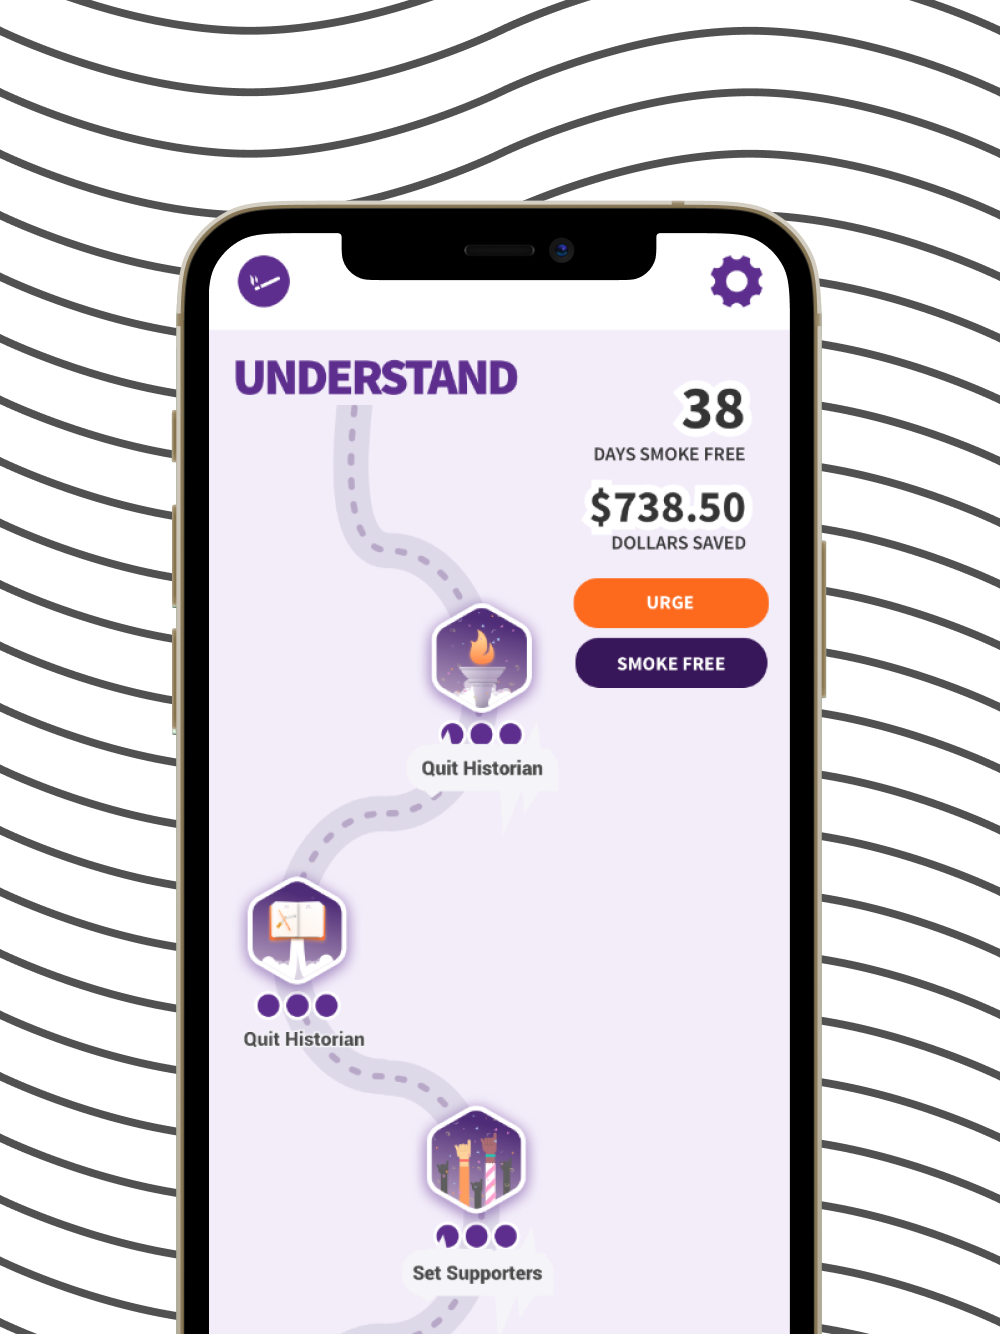 UNDERSTAND
38
DAYS SMOKE FREE
$738.50
DOLLARS SAVED
URGE
SMOKE FREE
Quit Historian
Quit Historian
Set Supporters